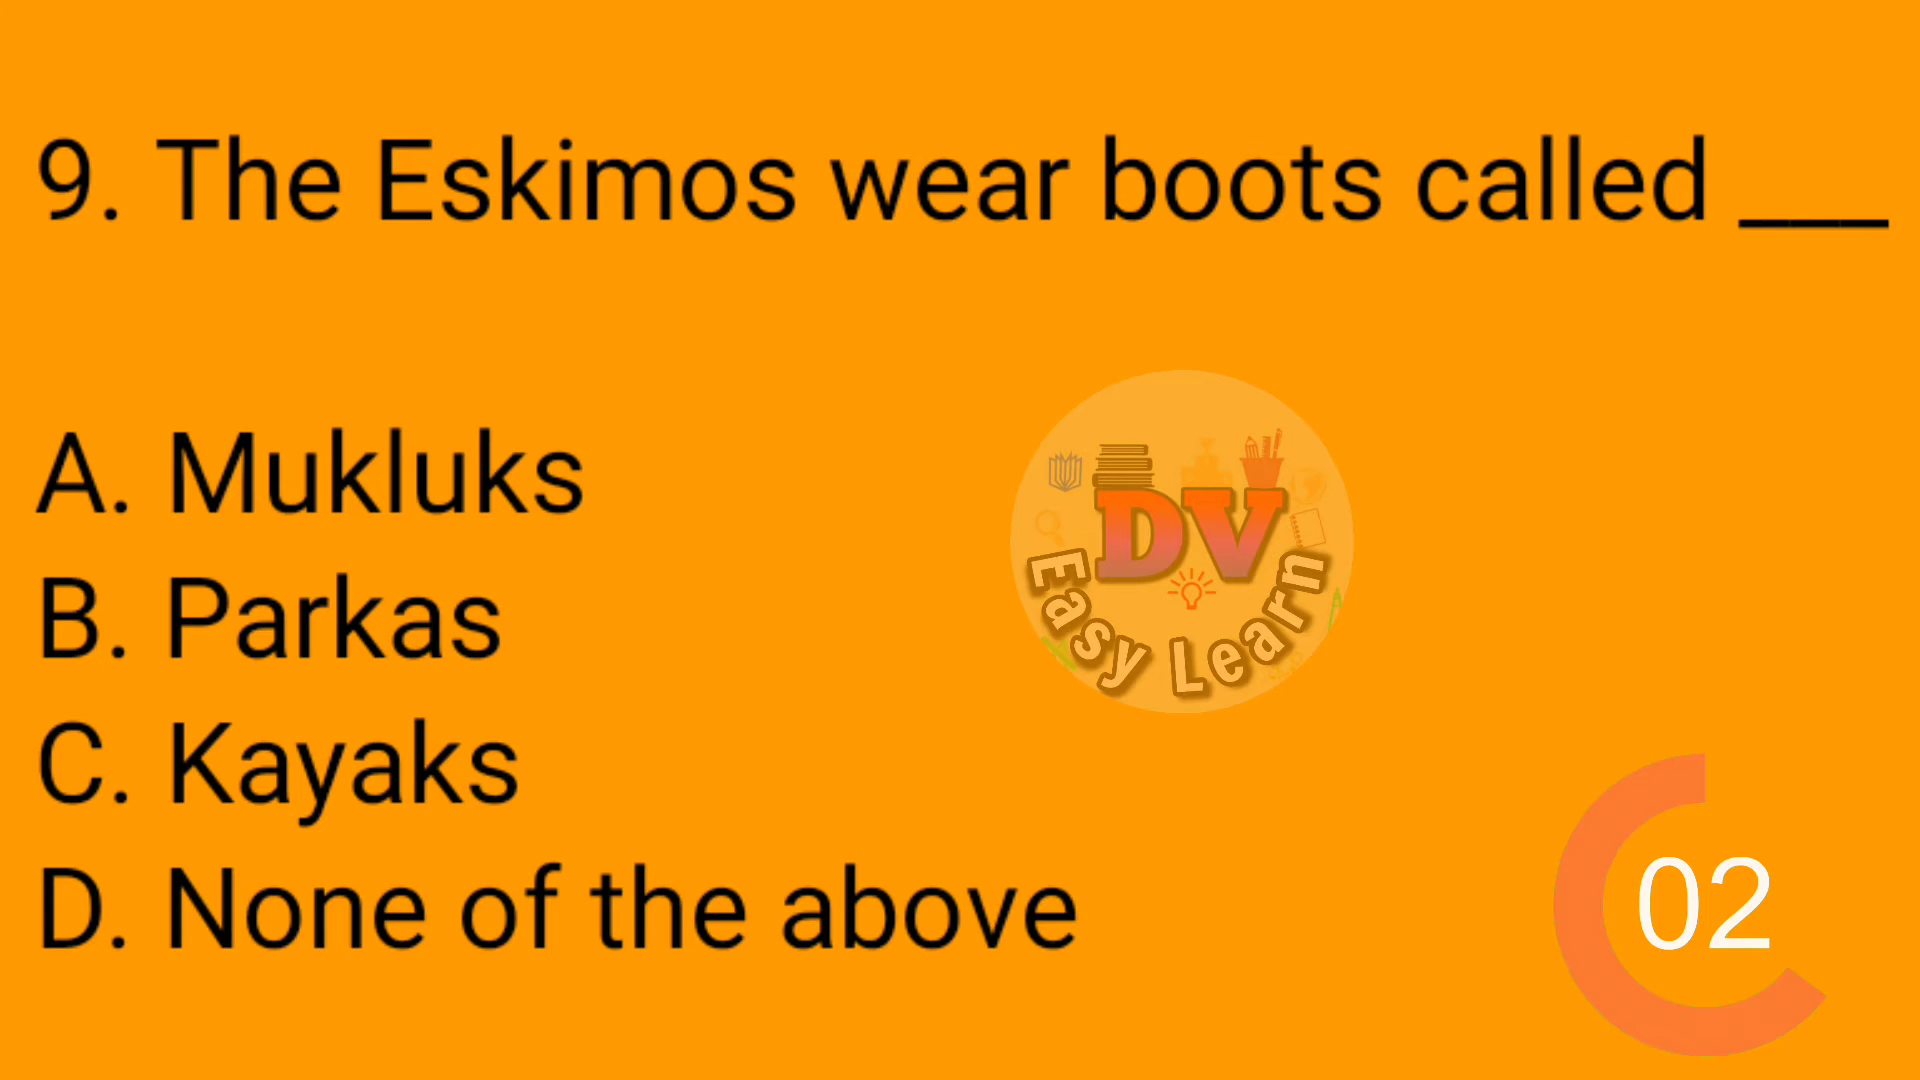 9. The Eskimos wear boots called ___
A. Mukluks
B. Parkas
C. Kayaks
D. None of the above
DV
Easy Learn
02